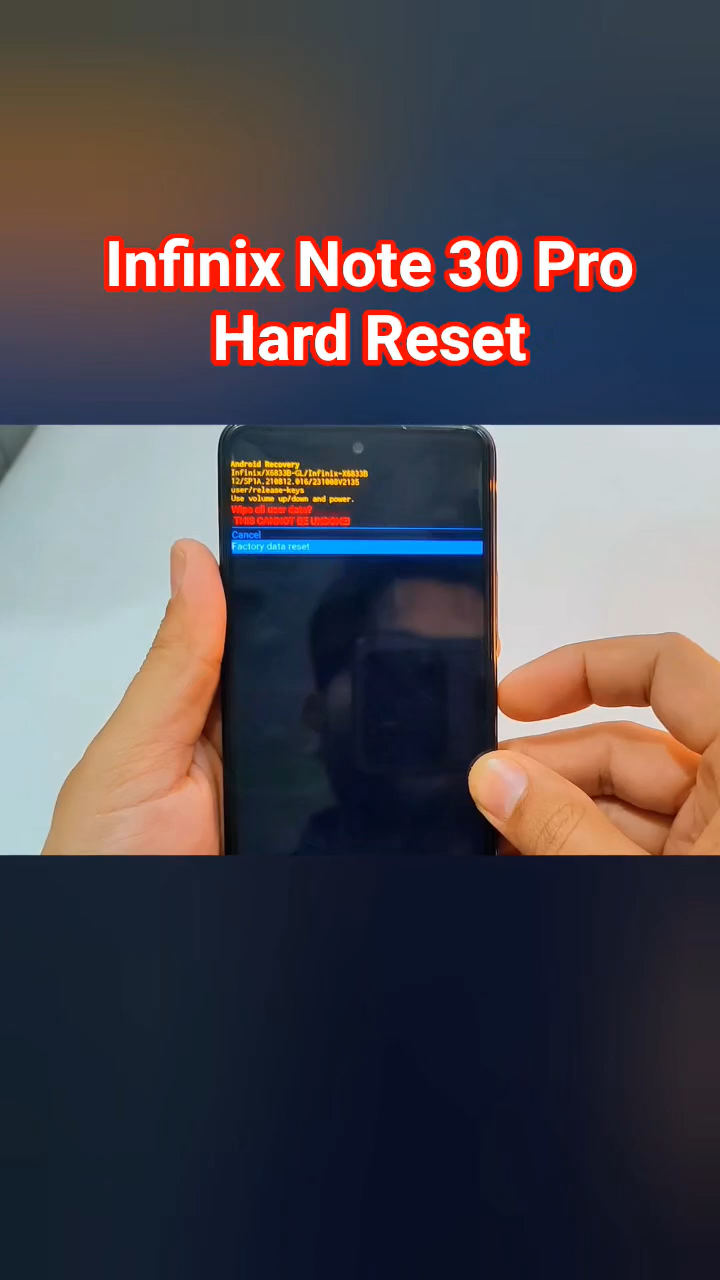 Infinix Note 30 Pro
Hard Reset
Android Recovery
Infinix/X6833B-GL/Infinix-X6833B
12/SP1A.210812.016/231008V2135
user/release-keys
Use volume up/down and power.
Wipe all user data?
THIS CANNOT BE UNDONE!
Cancel
Factory data reset